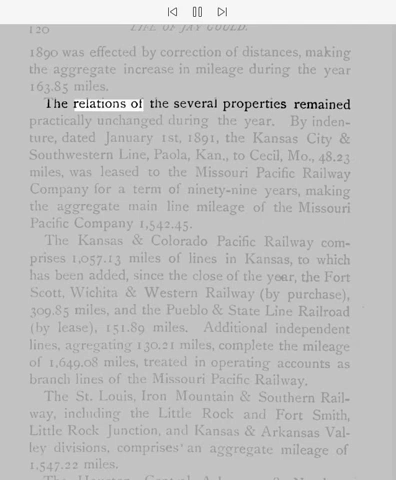 120
LIFE OF JAY GOULD.
1890 was effected by correction of distances, making
the aggregate increase in mileage during the year
163.85 miles.
The relations of the several properties remained
practically unchanged during the year. By inden-
ture, dated January 1st, 1891, the Kansas City &
Southwestern Line, Paola, Kan., to Cecil, Mo., 48.23
miles, was leased to the Missouri Pacific Railway
Company for a term of ninety-nine years, making
the aggregate main line mileage of the Missouri
Pacific Company 1,542.45.
The Kansas & Colorado Pacific Railway com-
prises 1,057.13 miles of lines in Kansas, to which
has been added, since the close of the year, the Fort
Scott, Wichita & Western Railway (by purchase),
309.85 miles, and the Pueblo & State Line Railroad
(by lease), 151.89 miles. Additional independent
lines, agregating 130.21 miles, complete the mileage
of 1,649.08 miles, treated in operating accounts as
branch lines of the Missouri Pacific Railway.
The St. Louis, Iron Mountain & Southern Rail-
way, including the Little Rock and Fort Smith,
Little Rock Junction, and Kansas & Arkansas Val-
ley divisions, comprises an aggregate mileage of
1,547.22 miles.